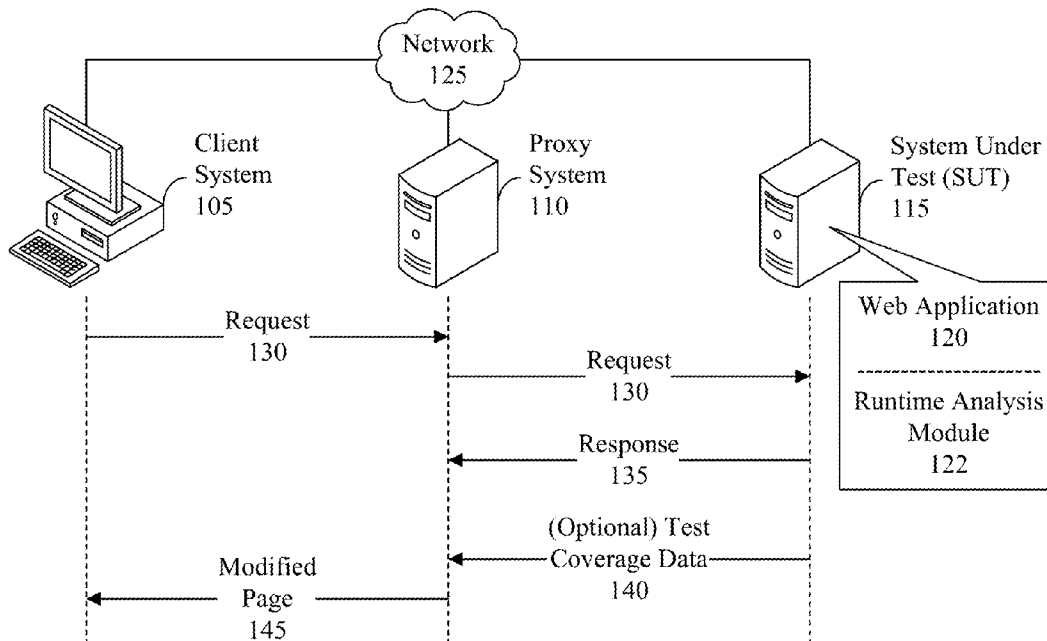 Network
125
Client
System
105
Proxy
System
110
System Under
Test (SUT)
115
Web Application
120
Runtime Analysis
Module
122
Request
130
Request
130
Response
135
(Optional) Test
Coverage Data
140
Modified
Page
145